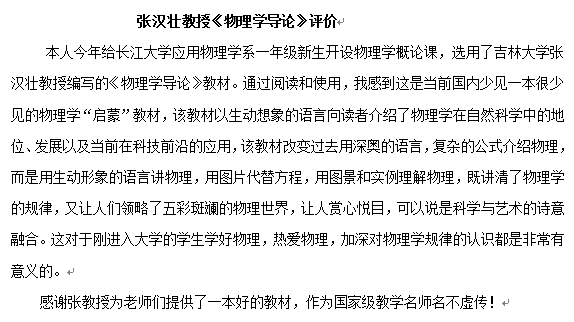 张汉壮教授《物理学导论》评价
本人今年给长江大学应用物理学系一年级新生开设物理学概论课，选用了吉林大学张
汉壮教授编写的《物理学导论》教材。通过阅读和使用，我感到这是当前国内少见一本很少
见的物理学“启蒙”教材，该教材以生动想象的语言向读者介绍了物理学在自然科学中的地
位、发展以及当前在科技前沿的应用，该教材改变过去用深奥的语言，复杂的公式介绍物理，
而是用生动形象的语言讲物理，用图片代替方程，用图景和实例理解物理，既讲清了物理学
的规律，又让人们领略了五彩斑斓的物理世界，让人赏心悦目，可以说是科学与艺术的诗意
融合。这对于刚进入大学的学生学好物理，热爱物理，加深对物理学规律的认识都是非常有
意义的。
感谢张教授为老师们提供了一本好的教材，作为国家级教学名师名不虚传！